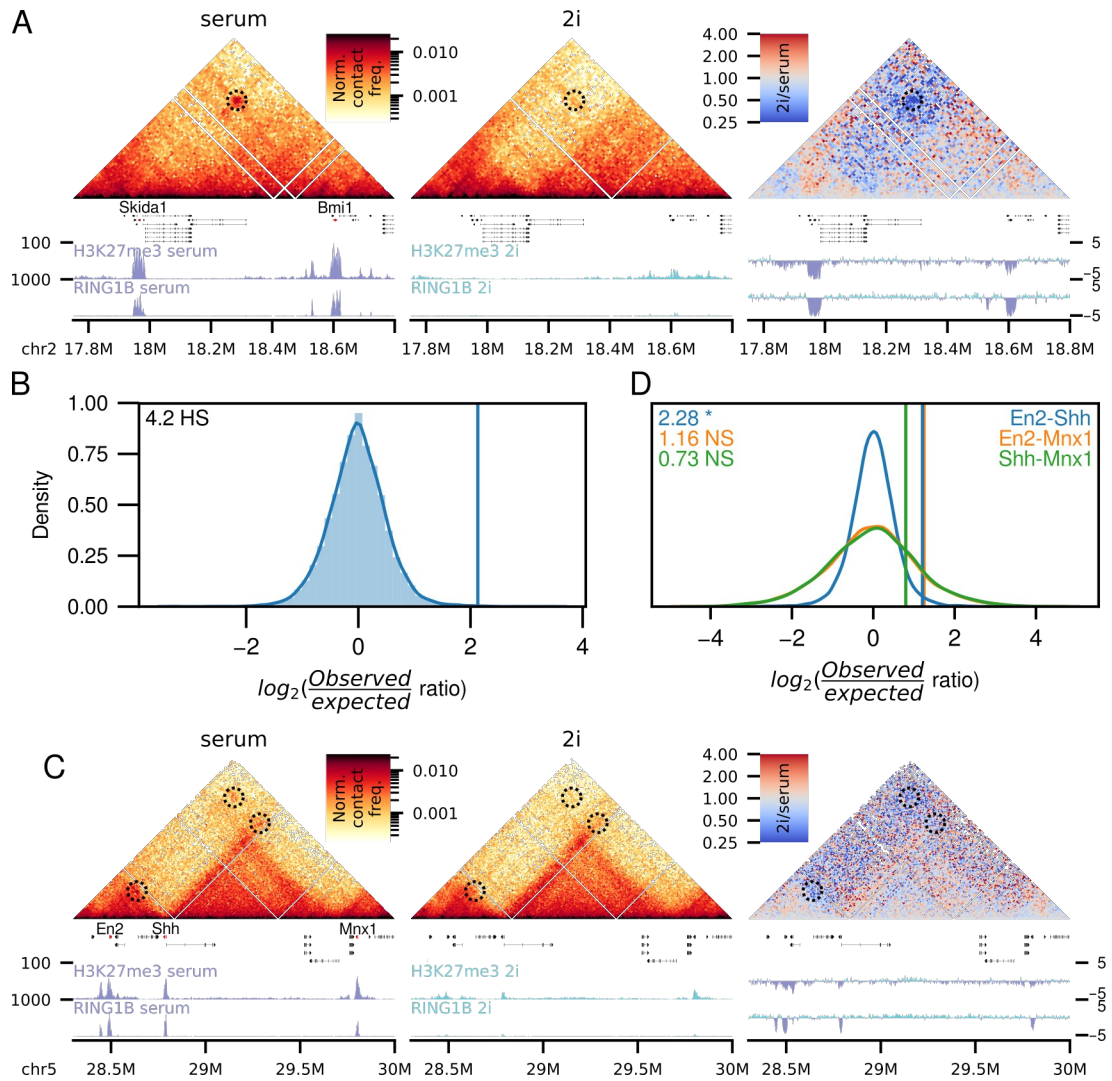 A
serum
2i
Norm.
contact
freq.
0.010
0.001
2i/serum
4.00
2.00
1.00
0.50
0.25
Skida1
Bmi1
100
H3K27me3 serum
H3K27me3 2i
5
-5
1000
RING1B serum
RING1B 2i
5
-5
chr2
17.8M 18M 18.2M 18.4M 18.6M
17.8M 18M 18.2M 18.4M 18.6M
17.8M 18M 18.2M 18.4M 18.6M 18.8M
B
4.2 HS
1.00
0.75
0.50
0.25
0.00
Density
−2 0 2 4
log2(Observed/expected ratio)
D
2.28 *
1.16 NS
0.73 NS
En2-Shh
En2-Mnx1
Shh-Mnx1
−4 −2 0 2 4
log2(Observed/expected ratio)
C
serum
2i
Norm.
contact
freq.
0.010
0.001
2i/serum
4.00
2.00
1.00
0.50
0.25
En2
Shh
Mnx1
100
H3K27me3 serum
H3K27me3 2i
5
-5
1000
RING1B serum
RING1B 2i
5
-5
chr5
28.5M 29M 29.5M 30M
28.5M 29M 29.5M 30M
28.5M 29M 29.5M 30M